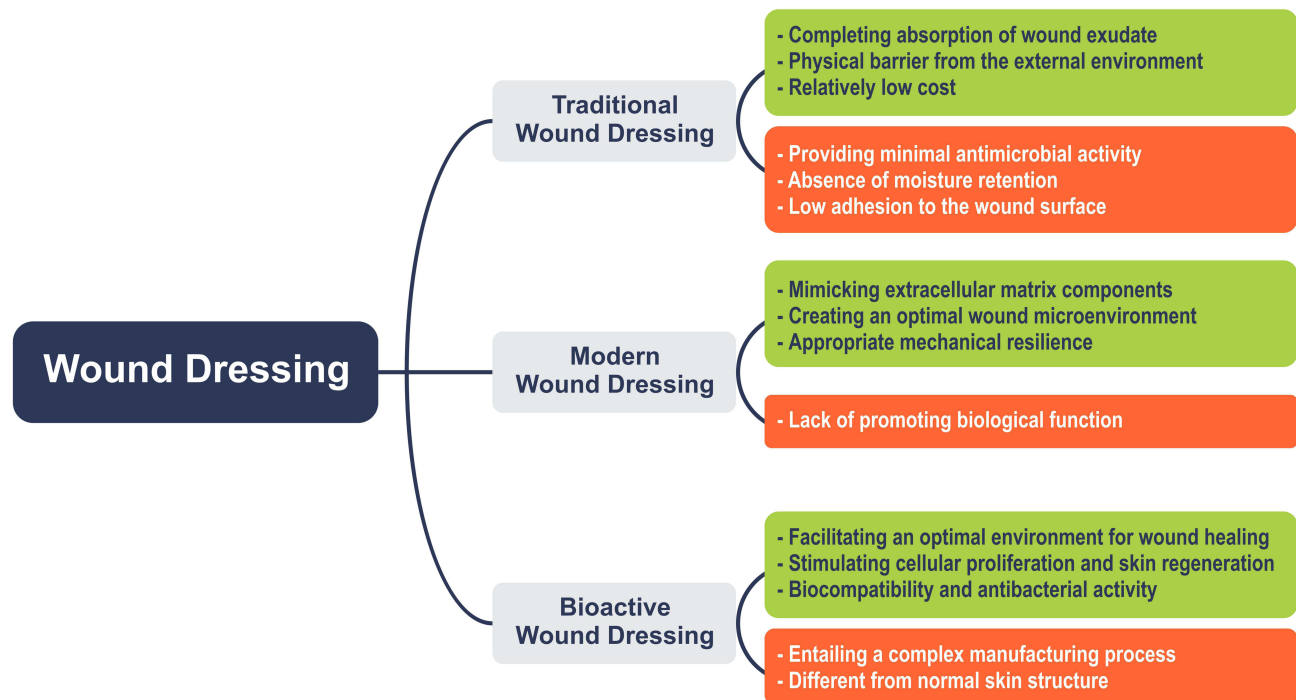 Wound Dressing
Traditional
Wound Dressing
- Completing absorption of wound exudate
- Physical barrier from the external environment
- Relatively low cost
- Providing minimal antimicrobial activity
- Absence of moisture retention
- Low adhesion to the wound surface
Modern
Wound Dressing
- Mimicking extracellular matrix components
- Creating an optimal wound microenvironment
- Appropriate mechanical resilience
- Lack of promoting biological function
Bioactive
Wound Dressing
- Facilitating an optimal environment for wound healing
- Stimulating cellular proliferation and skin regeneration
- Biocompatibility and antibacterial activity
- Entailing a complex manufacturing process
- Different from normal skin structure